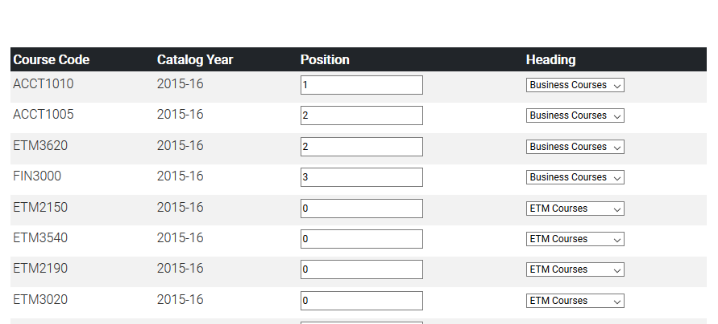 Course Code Catalog Year Position Heading
ACCT1010 2015-16 1 Business Courses
ACCT1005 2015-16 2 Business Courses
ETM3620 2015-16 2 Business Courses
FIN3000 2015-16 3 Business Courses
ETM2150 2015-16 0 ETM Courses
ETM3540 2015-16 0 ETM Courses
ETM2190 2015-16 0 ETM Courses
ETM3020 2015-16 0 ETM Courses